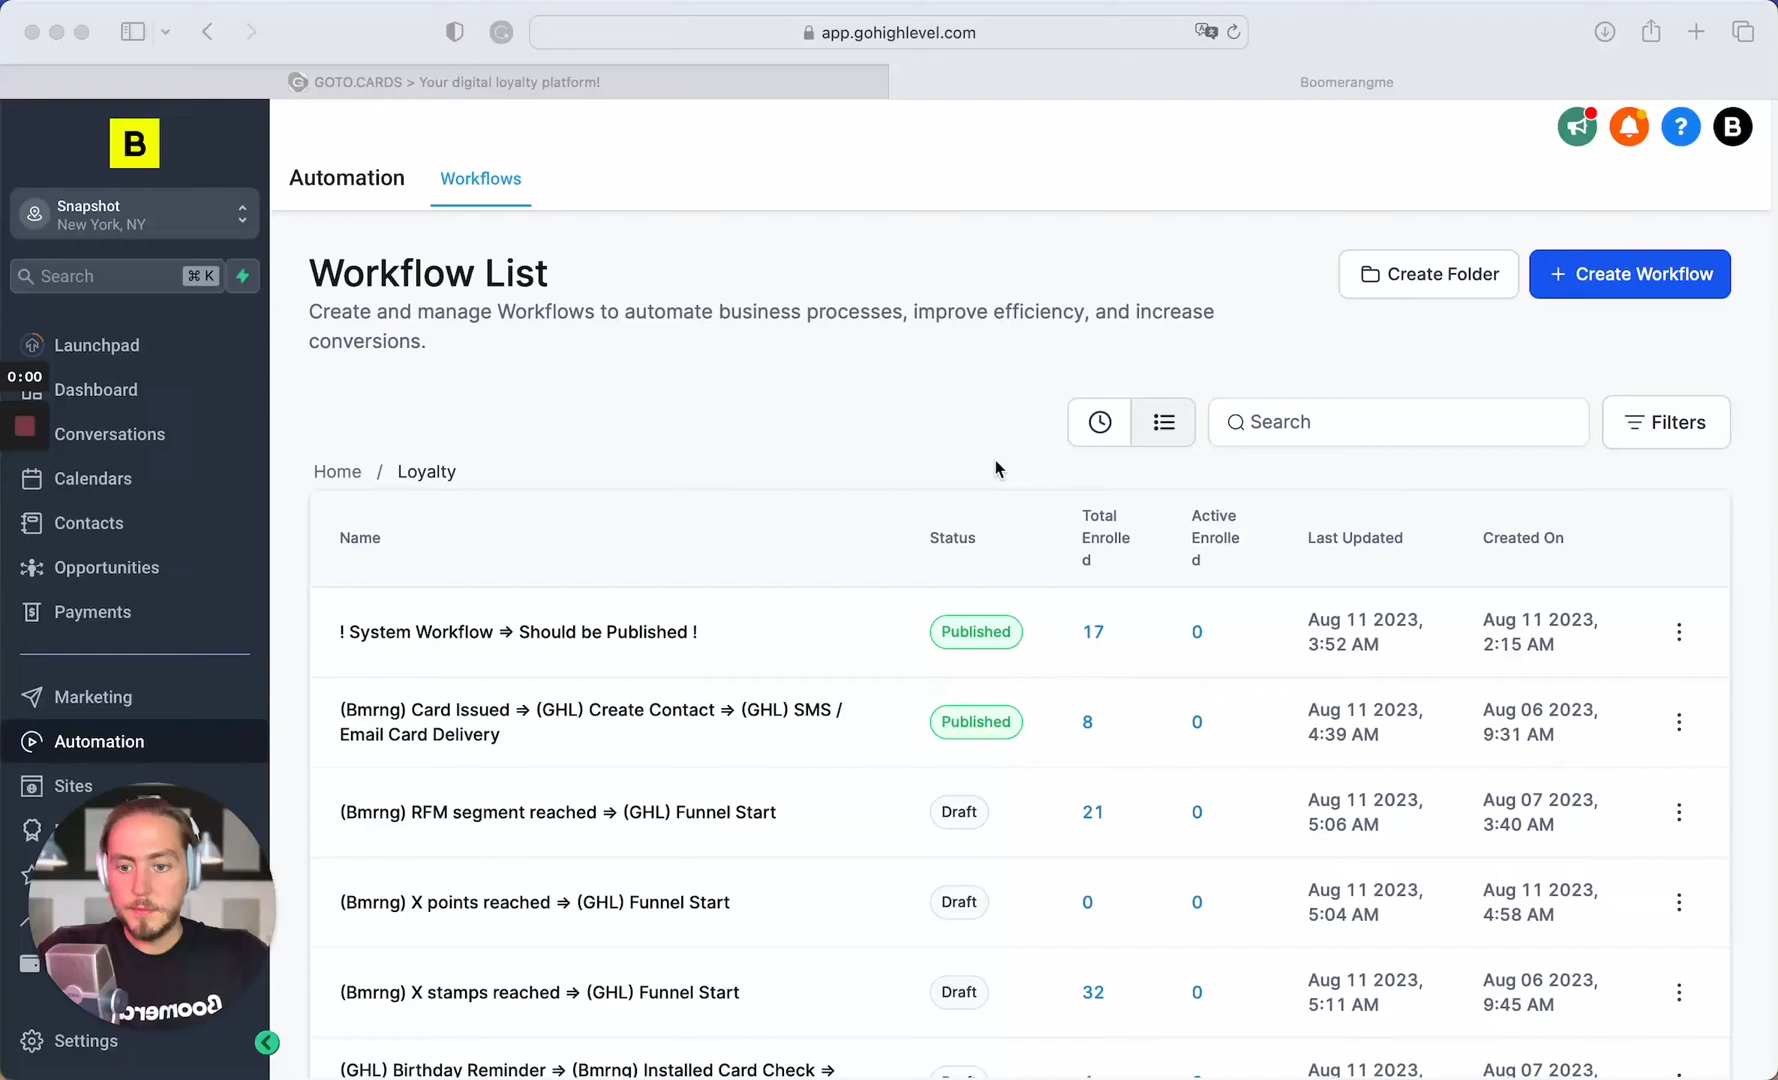 app.gohighlevel.com
GOTO.CARDS > Your digital loyalty platform!
Boomerangme
B
Snapshot
New York, NY
Search
⌘ K
Launchpad
0:00
Dashboard
Conversations
Calendars
Contacts
Opportunities
Payments
Marketing
Automation
Sites
Settings
Automation
Workflows
?
B
Workflow List
Create and manage Workflows to automate business processes, improve efficiency, and increase
conversions.
Create Folder
+ Create Workflow
Search
Filters
Home / Loyalty
Name
Status
Total
Enrolle
d
Active
Enrolle
d
Last Updated
Created On
! System Workflow ⇒ Should be Published !
Published
17
0
Aug 11 2023,
3:52 AM
Aug 11 2023,
2:15 AM
(Bmrng) Card Issued ⇒ (GHL) Create Contact ⇒ (GHL) SMS /
Email Card Delivery
Published
8
0
Aug 11 2023,
4:39 AM
Aug 06 2023,
9:31 AM
(Bmrng) RFM segment reached ⇒ (GHL) Funnel Start
Draft
21
0
Aug 11 2023,
5:06 AM
Aug 07 2023,
3:40 AM
(Bmrng) X points reached ⇒ (GHL) Funnel Start
Draft
0
0
Aug 11 2023,
5:04 AM
Aug 11 2023,
4:58 AM
(Bmrng) X stamps reached ⇒ (GHL) Funnel Start
Draft
32
0
Aug 11 2023,
5:11 AM
Aug 06 2023,
9:45 AM
(GHL) Birthday Reminder ⇒ (Bmrng) Installed Card Check ⇒
Aug 11 2023,
Aug 07 2023,